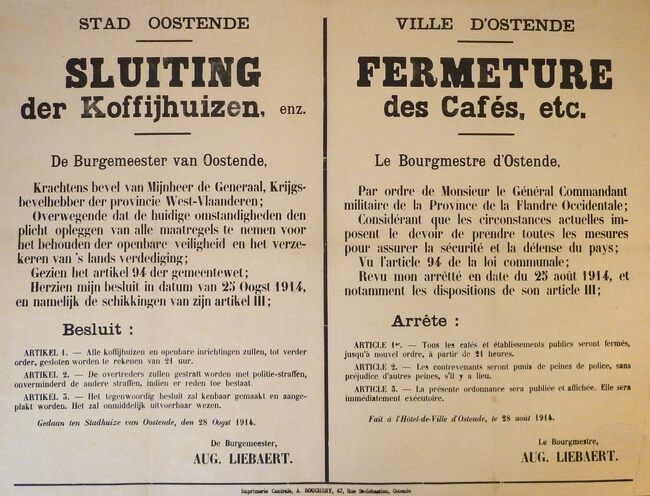 STAD OOSTENDE
SLUITING
der Koffijhuizen, enz.
De Burgemeester van Oostende,
Krachtens bevel van Mijnheer de Generaal, Krijgs-
bevelhebber der provincie West-Vlaanderen;
Overwegende dat de huidige omstandigheden den
plicht opleggen van alle maatregels te nemen voor
het behouden der openbare veiligheid en het verze-
keren van 's lands verdediging;
Gezien het artikel 94 der gemeentewet;
Herzien mijn besluit in datum van 25 Oogst 1914,
en namelijk de schikkingen van zijn artikel III;
Besluit :
ARTIKEL 1. — Alle koffijhuizen en openbare inrichtingen zullen, tot verder
order, gesloten worden te rekenen van 21 uur.
ARTIKEL 2. — De overtreders zullen gestraft worden met politie-straffen,
onverminderd de andere straffen, indien er reden toe bestaat.
ARTIKEL 3. — Het tegenwoordig besluit zal kenbaar gemaakt en aange-
plakt worden. Het zal onmiddelijk uitvoerbaar wezen.
Gedaan ten Stadhuize van Oostende, den 28 Oogst 1914.
De Burgemeester,
AUG. LIEBAERT.
VILLE D'OSTENDE
FERMETURE
des Cafés, etc.
Le Bourgmestre d'Ostende,
Par ordre de Monsieur le Général Commandant
militaire de la Province de la Flandre Occidentale;
Considérant que les circonstances actuelles im-
posent le devoir de prendre toutes les mesures
pour assurer la sécurité et la défense du pays;
Vu l'article 94 de la loi communale;
Revu mon arrêtté en date du 25 août 1914, et
notamment les dispositions de son article III;
Arrête :
ARTICLE 1er. — Tous les cafés et établissements publics seront fermés,
jusqu'à nouvel ordre, à partir de 21 heures.
ARTICLE 2. — Les contrevenants seront punis de peines de police, sans
préjudice d'autres peines, s'il y a lieu.
ARTICLE 3. — La présente ordonnance sera publiée et affichée. Elle sera
immédiatement exécutoire.
Fait à l'Hôtel-de-Ville d'Ostende, le 28 août 1914.
Le Bourgmestre,
AUG. LIEBAERT.
Imprimerie Centrale, A. BOUCHERY, 47, Rue St-Sébastien, Ostende